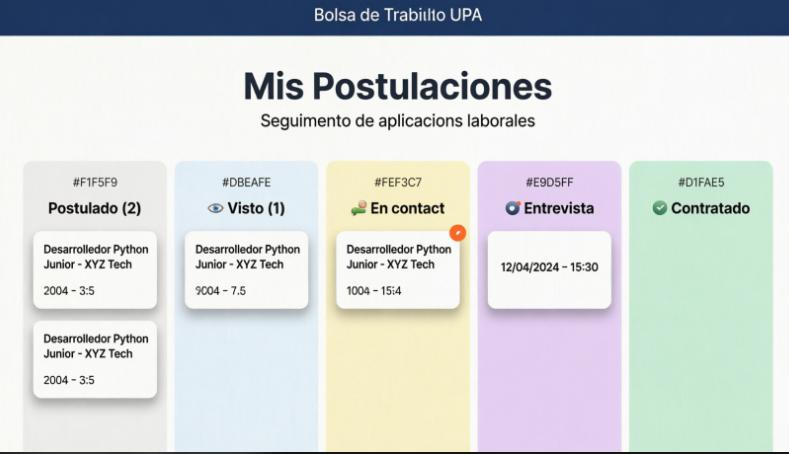 Bolsa de Trabiilto UPA
Mis Postulaciones
Seguimento de aplicacions laborales
#F1F5F9
Postulado (2)
Desarrolledor Python
Junior - XYZ Tech
2004 - 3:5
Desarrolledor Python
Junior - XYZ Tech
2004 - 3:5
#DBEAFE
Visto (1)
Desarrolledor Python
Junior - XYZ Tech
9004 - 7.5
#FEF3C7
En contact
Desarrolledor Python
Junior - XYZ Tech
1004 - 15:4
#E9D5FF
Entrevista
12/04/2024 - 15:30
#D1FAE5
Contratado